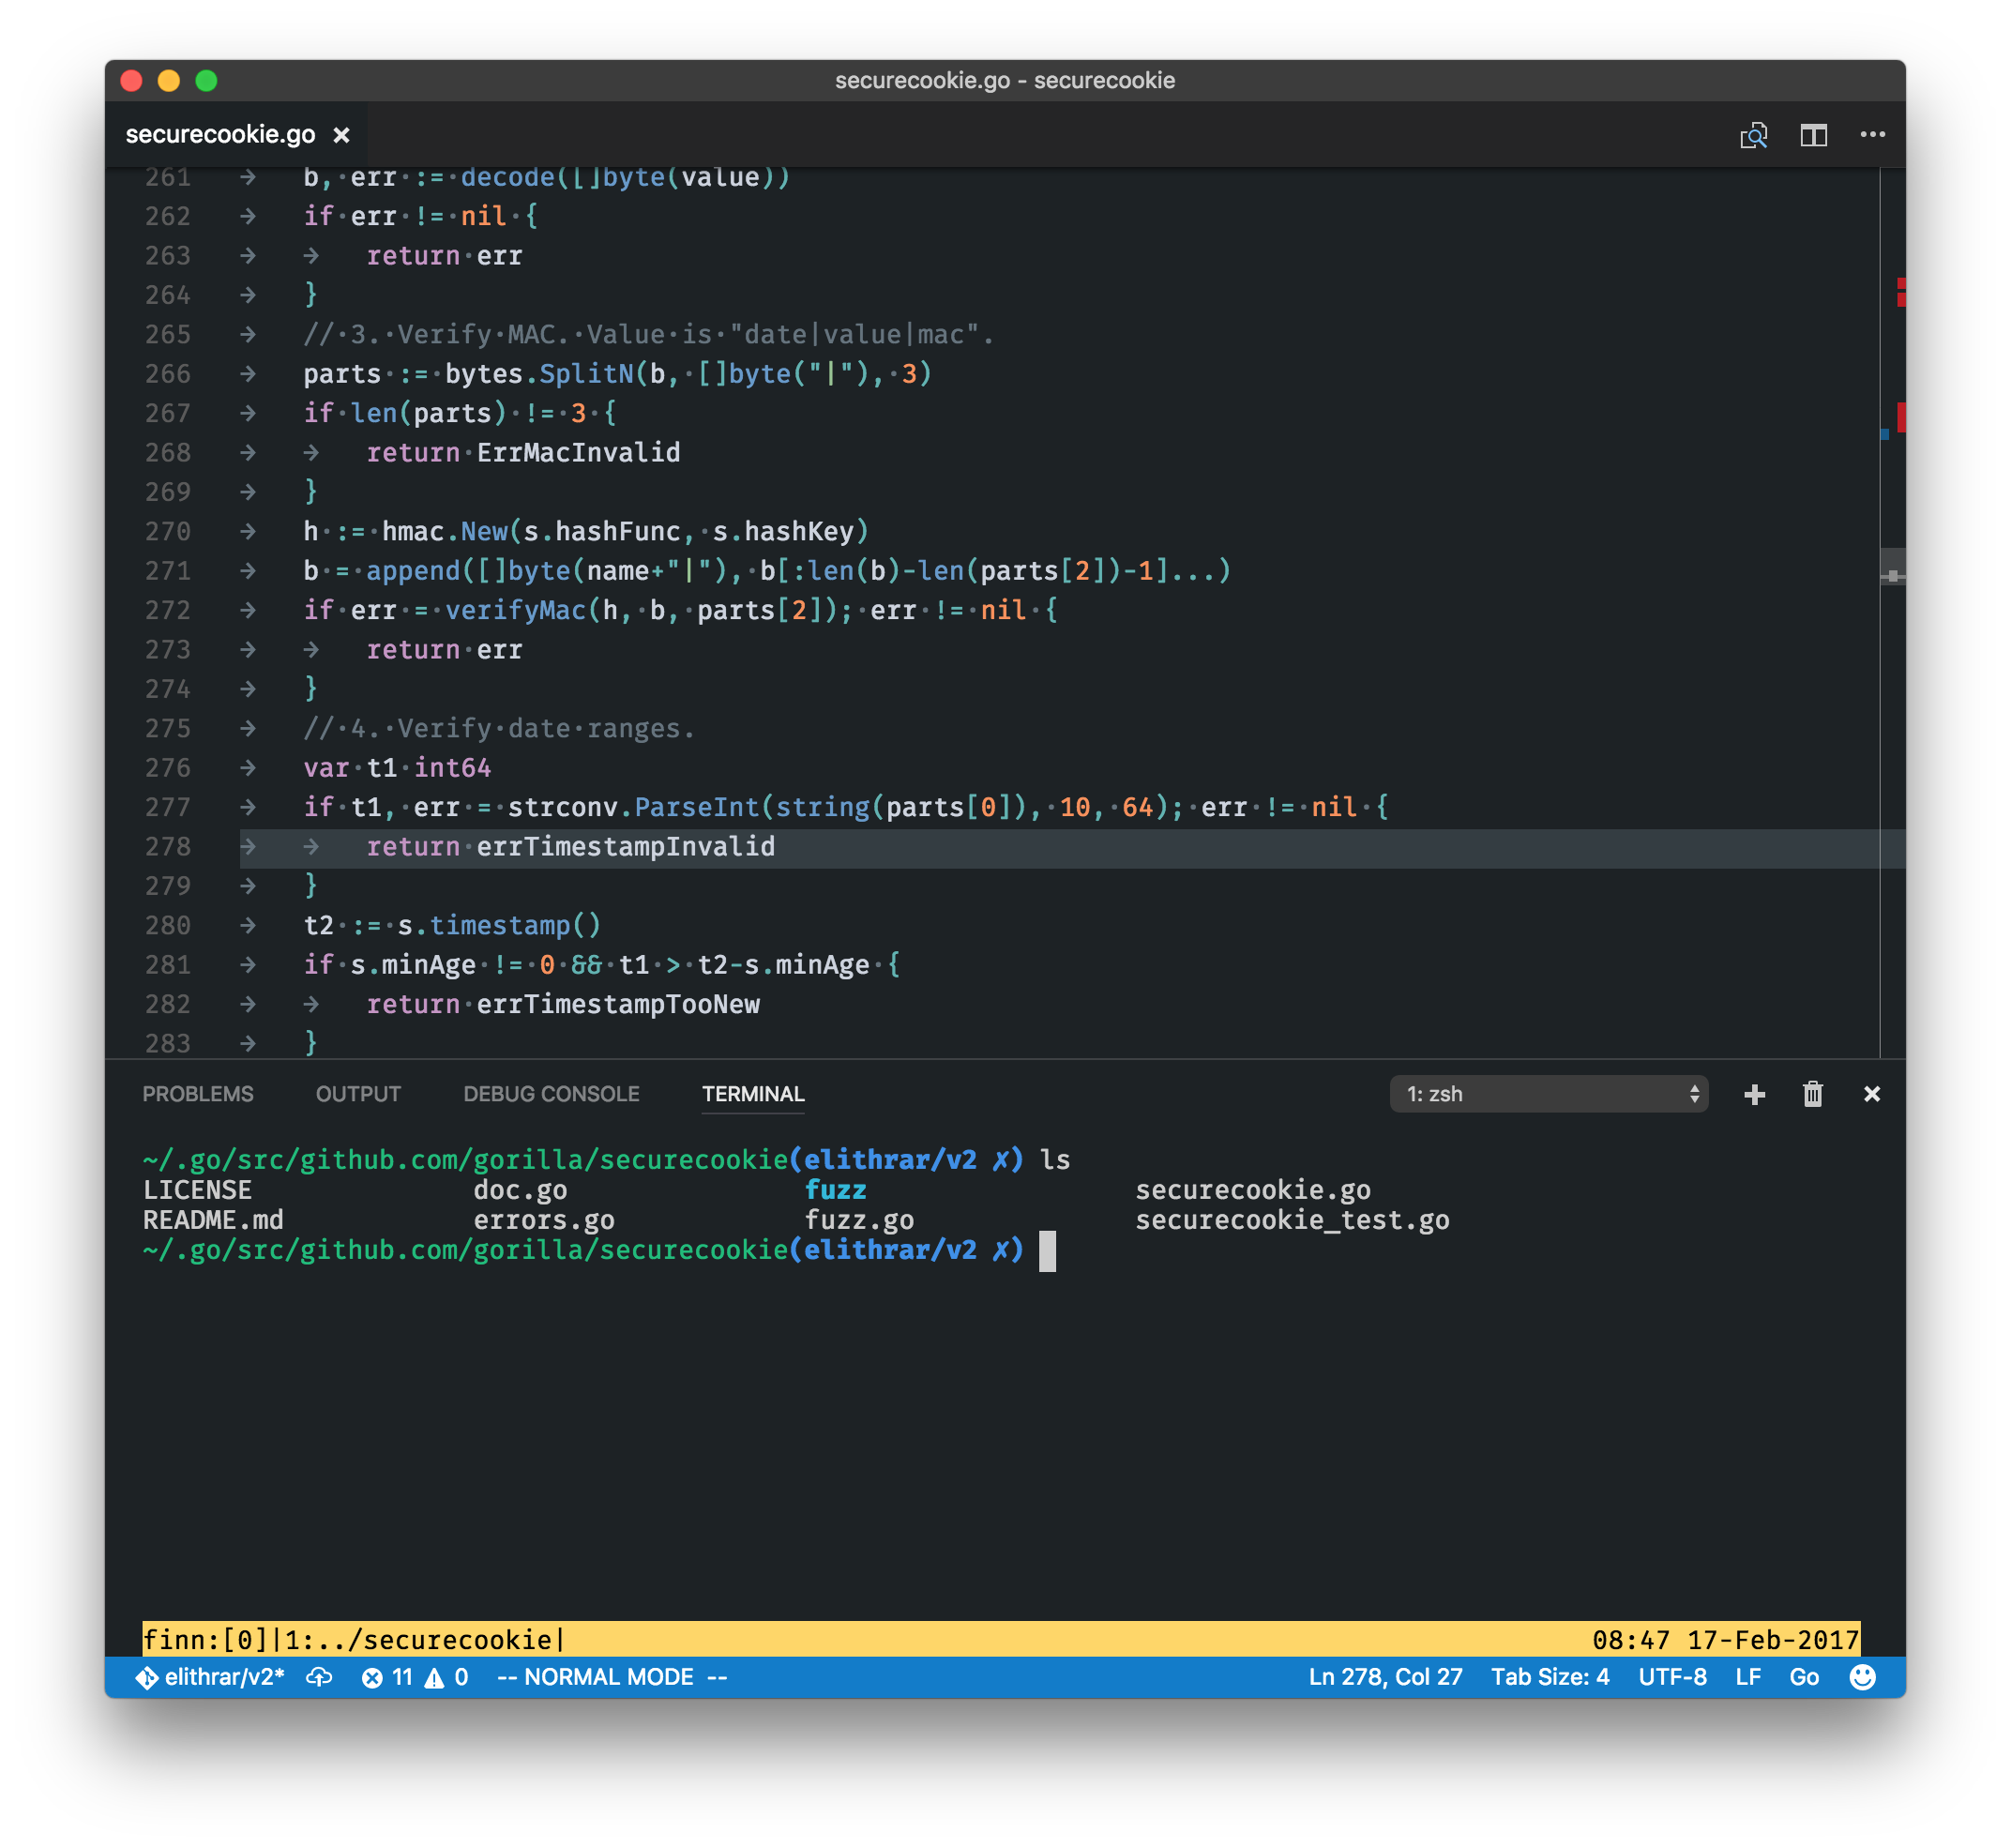 securecookie.go - securecookie
securecookie.go ×
261 b, err := decode([]byte(value))
262 if err != nil {
263 return err
264 }
265 // 3. Verify MAC. Value is "date|value|mac".
266 parts := bytes.SplitN(b, []byte("|"), 3)
267 if len(parts) != 3 {
268 return ErrMacInvalid
269 }
270 h := hmac.New(s.hashFunc, s.hashKey)
271 b = append([]byte(name+"|"), b[:len(b)-len(parts[2])-1]...)
272 if err = verifyMac(h, b, parts[2]); err != nil {
273 return err
274 }
275 // 4. Verify date ranges.
276 var t1 int64
277 if t1, err = strconv.ParseInt(string(parts[0]), 10, 64); err != nil {
278 return errTimestampInvalid
279 }
280 t2 := s.timestamp()
281 if s.minAge != 0 && t1 > t2-s.minAge {
282 return errTimestampTooNew
283 }
PROBLEMS OUTPUT DEBUG CONSOLE TERMINAL 1: zsh
~/.go/src/github.com/gorilla/securecookie(elithrar/v2 ✗) ls
LICENSE doc.go fuzz securecookie.go
README.md errors.go fuzz.go securecookie_test.go
~/.go/src/github.com/gorilla/securecookie(elithrar/v2 ✗)
finn:[0]|1:../securecookie| 08:47 17-Feb-2017
elithrar/v2* 11 0 -- NORMAL MODE -- Ln 278, Col 27 Tab Size: 4 UTF-8 LF Go